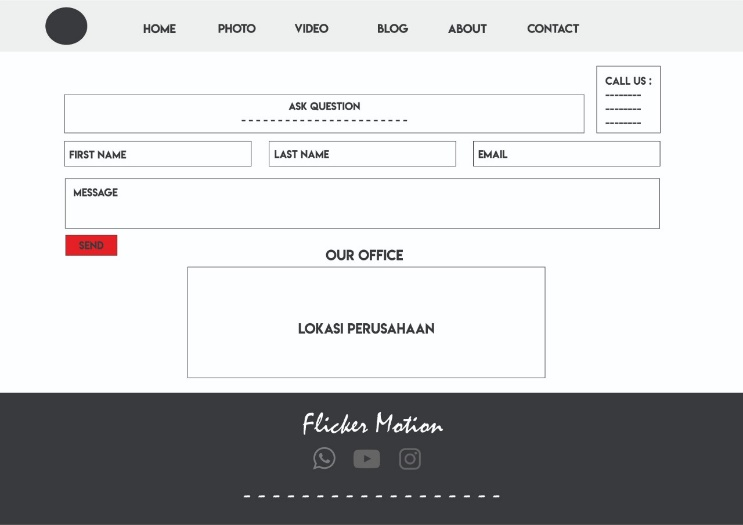 HOME PHOTO VIDEO BLOG ABOUT CONTACT
CALL US :
ASK QUESTION
FIRST NAME LAST NAME EMAIL
MESSAGE
SEND
OUR OFFICE
LOKASI PERUSAHAAN
Flicker Motion